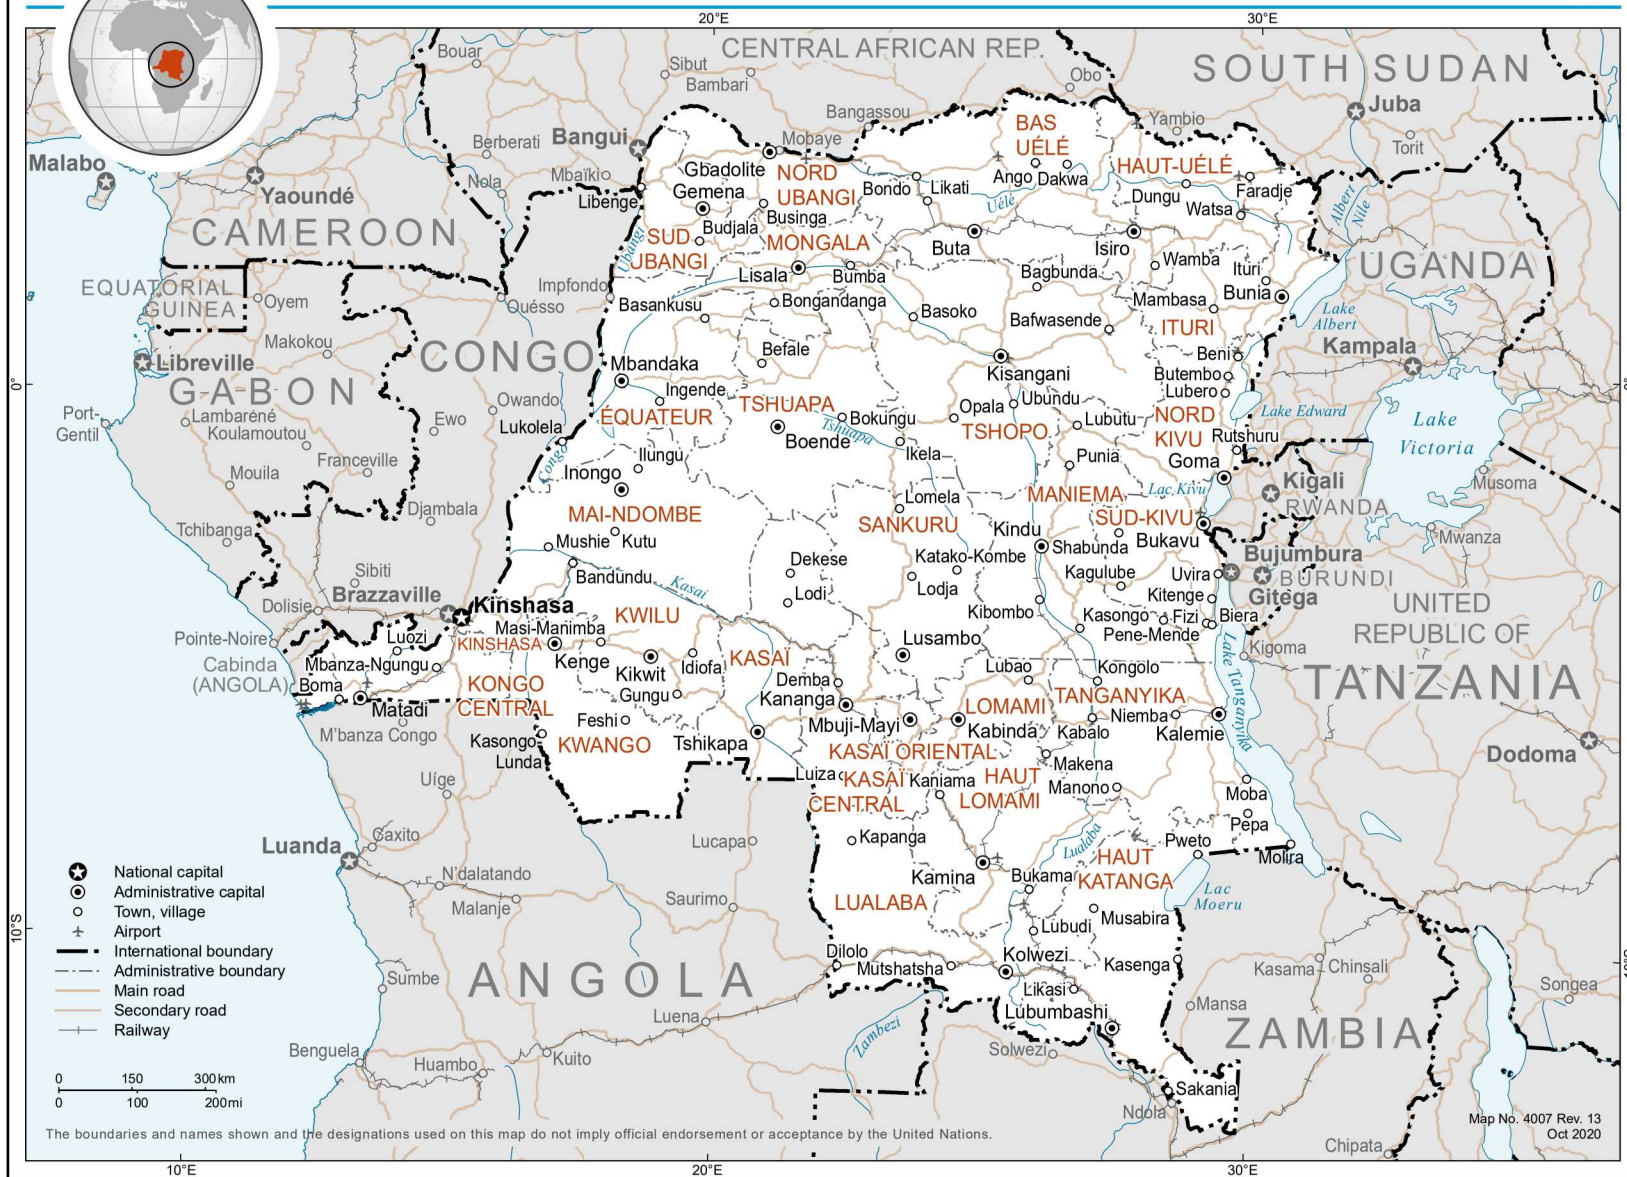 20°E
30°E
CENTRAL AFRICAN REP.
SOUTH SUDAN
Bouar
Sibut
Bambari
Obo
Bangassou
Juba
Yambio
Torit
Berberati
Bangui
Mobaye
BAS
UÉLÉ
HAUT-UÉLÉ
Malabo
Yaoundé
Nola
Mbaïki
Libenge
Gbadolite
Gemena
NORD
UBANGI
Bondo
Likati
Ango
Dakwa
Uélé
Dungu
Faradje
Watsa
Albert
Nile
CAMEROON
Budjala
Businga
SUD
UBANGI
Ubangi
MONGALA
Buta
Isiro
UGANDA
EQUATORIAL
GUINEA
Oyem
Impfondo
Ouésso
Lisala
Bumba
Bagbunda
Wamba
Ituri
Bunia
Mambasa
Basankusu
Bongandanga
Basoko
Bafwasende
ITURI
Lake
Albert
Makokou
CONGO
Libreville
GABON
Mbandaka
Befale
Kisangani
Beni
Butembo
Lubero
Kampala
0°
Port-
Gentil
Lambaréné
Koulamoutou
Ewo
Owando
Lukolela
Ingende
ÉQUATEUR
TSHUAPA
Bokungu
Boende
Tshuapa
Opala
Ubundu
TSHOPO
Lubutu
NORD
KIVU
Rutshuru
Lake Edward
Lake
Victoria
Mouila
Franceville
Congo
Ilungu
Inongo
Ikela
Punia
Goma
Kigali
RWANDA
Musoma
Tchibanga
Djambala
MAI-NDOMBE
Lomela
SANKURU
MANIEMA
Lac Kivu
SUD-KIVU
Mushie
Kutu
Kindu
Shabunda
Bukavu
Mwanza
Sibiti
Bandundu
Kasai
Dekese
Lodi
Katako-Kombe
Lodja
Kagulube
Uvira
Kitenge
Bujumbura
BURUNDI
Gitega
Dolisie
Brazzaville
Kinshasa
KWILU
Kibombo
Kasongo
Fizi
Biera
Pene-Mende
UNITED
REPUBLIC OF
TANZANIA
Pointe-Noire
Cabinda
(ANGOLA)
Luozi
Mbanza-Ngungu
Boma
Matadi
KINSHASA
Masi-Manimba
Kenge
Kikwit
Gungu
Idiofa
KASAÏ
Lusambo
Demba
Kananga
Lubao
Kongolo
Kigoma
Lake Tanganyika
KONGO
CENTRAL
M'banza Congo
Feshi
Kasongo-
Lunda
KWANGO
Tshikapa
Mbuji-Mayi
LOMAMI
Kabinda
TANGANYIKA
Kabalo
Niemba
Kalemie
Dodoma
KASAÏ ORIENTAL
Luiza
KASAÏ
CENTRAL
Kaniama
HAUT
LOMAMI
Makena
Manono
Moba
Pepa
Uíge
Luanda
Caxito
Lucapa
Kapanga
Lualaba
Pweto
Molira
National capital
Administrative capital
Town, village
Airport
International boundary
Administrative boundary
Main road
Secondary road
Railway
N'dalatando
Malanje
Saurimo
LUALABA
Kamina
Bukama
HAUT
KATANGA
Lac
Moeru
Lubudi
Musabira
10°S
Dilolo
Mutshatsha
Kolwezi
Kasenga
Kasama
Chinsali
Songea
Sumbe
ANGOLA
Luena
Likasi
Lubumbashi
Mansa
ZAMBIA
Benguela
Huambo
Kuito
Zambezi
Solwezi
0 150 300 km
0 100 200 mi
Sakania
Ndola
Chipata
The boundaries and names shown and the designations used on this map do not imply official endorsement or acceptance by the United Nations.
Map No. 4007 Rev. 13
Oct 2020
10°E
20°E
30°E